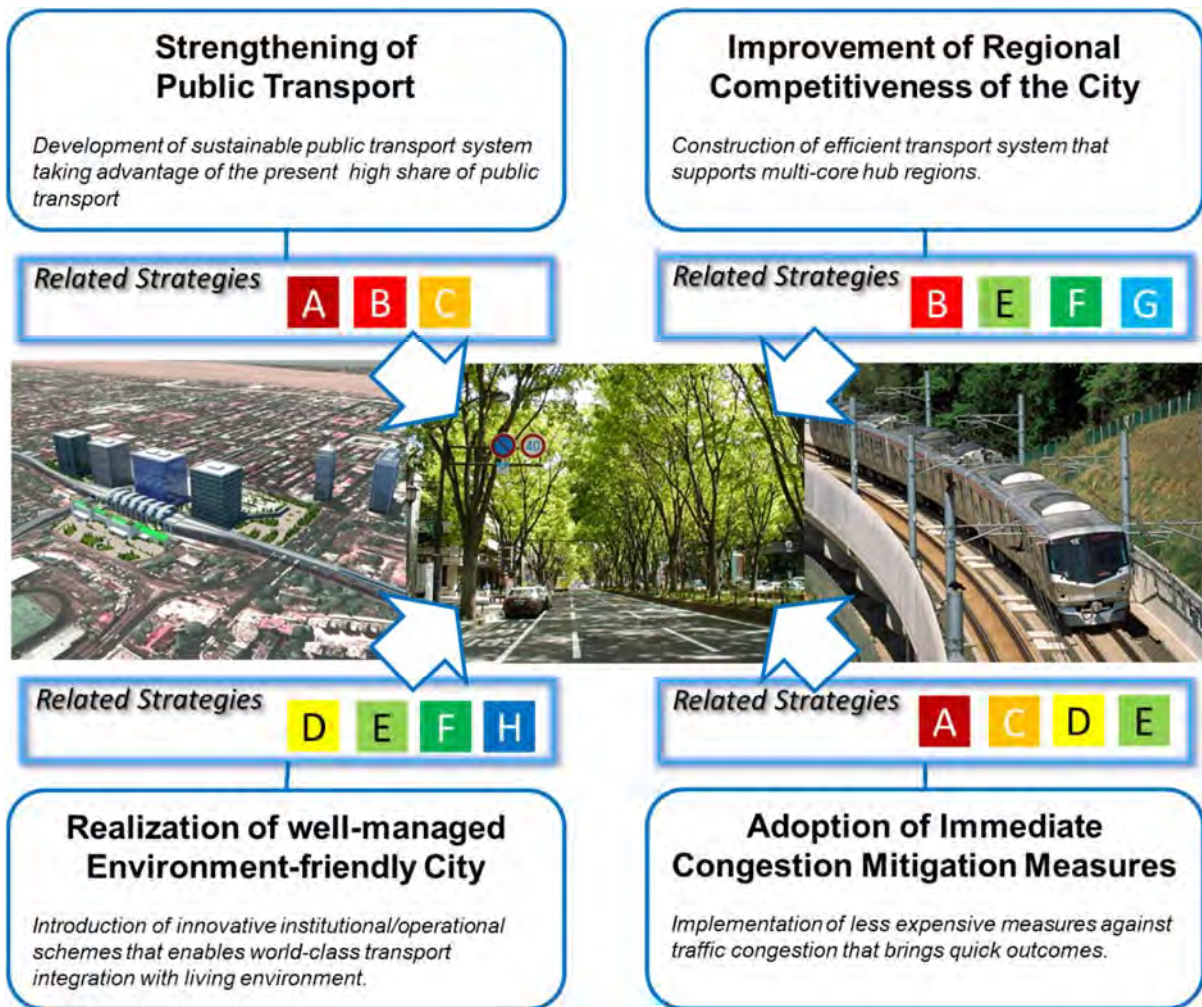 Strengthening of
Public Transport
Development of sustainable public transport system
taking advantage of the present high share of public
transport
Related Strategies
A B C
Improvement of Regional
Competitiveness of the City
Construction of efficient transport system that
supports multi-core hub regions.
Related Strategies
B E F G
40
Related Strategies
D E F H
Realization of well-managed
Environment-friendly City
Introduction of innovative institutional/operational
schemes that enables world-class transport
integration with living environment.
Related Strategies
A C D E
Adoption of Immediate
Congestion Mitigation Measures
Implementation of less expensive measures against
traffic congestion that brings quick outcomes.